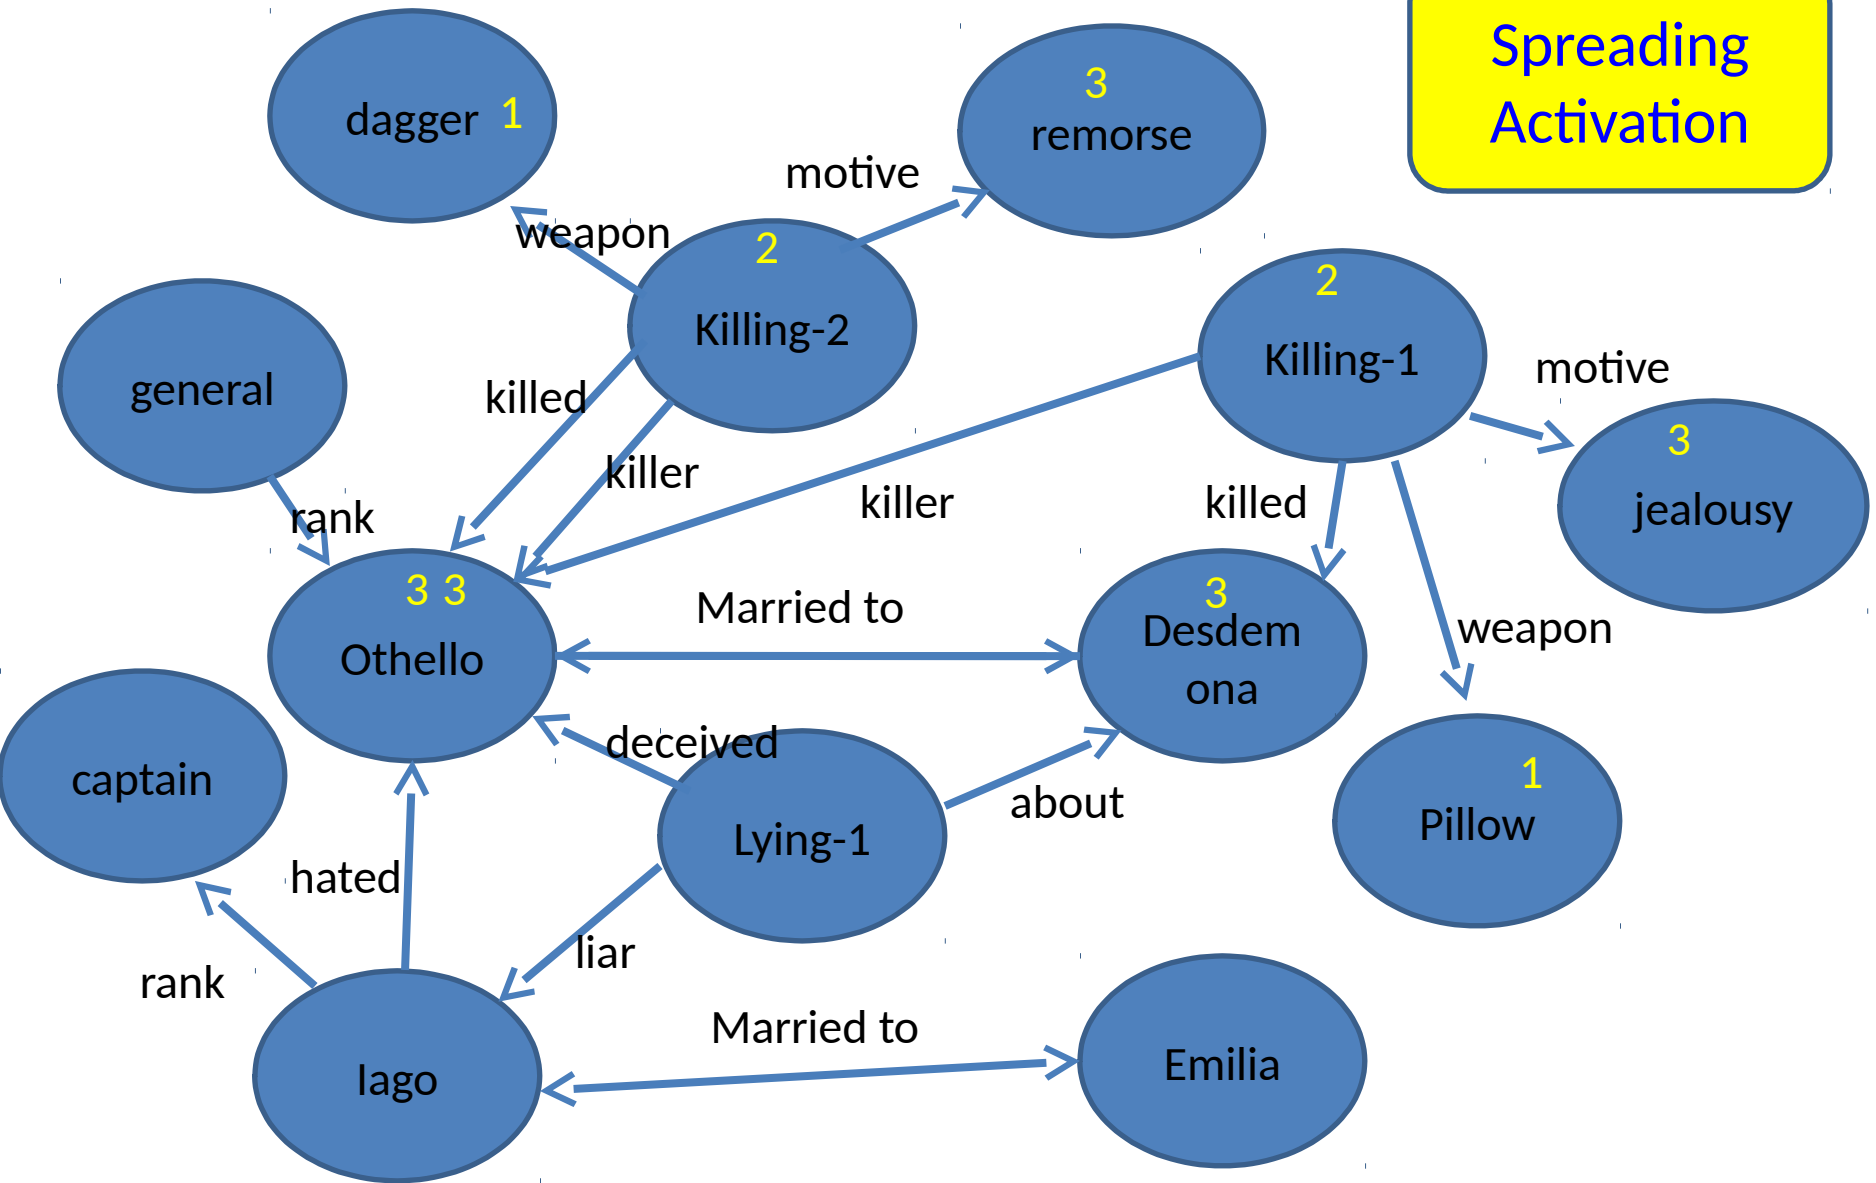 Spreading
Activation
dagger 1
3
remorse
motive
weapon
2
Killing-2
2
Killing-1
motive
general
killed
3
jealousy
killer
killer
killed
rank
3 3
Othello
Married to
3
Desdem
ona
weapon
deceived
captain
Lying-1
about
1
Pillow
hated
liar
rank
Married to
Iago
Emilia